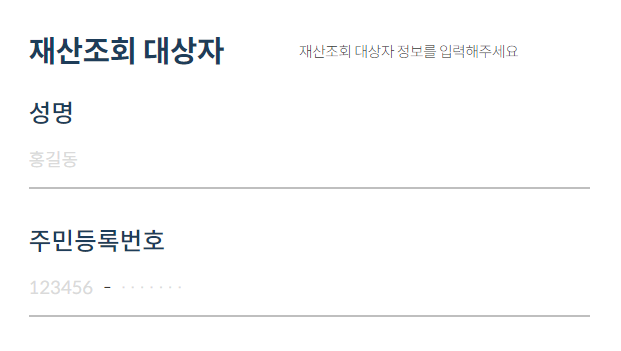 재산조회 대상자
재산조회 대상자 정보를 입력해주세요
성명
홍길동
주민등록번호
123456 - ·······